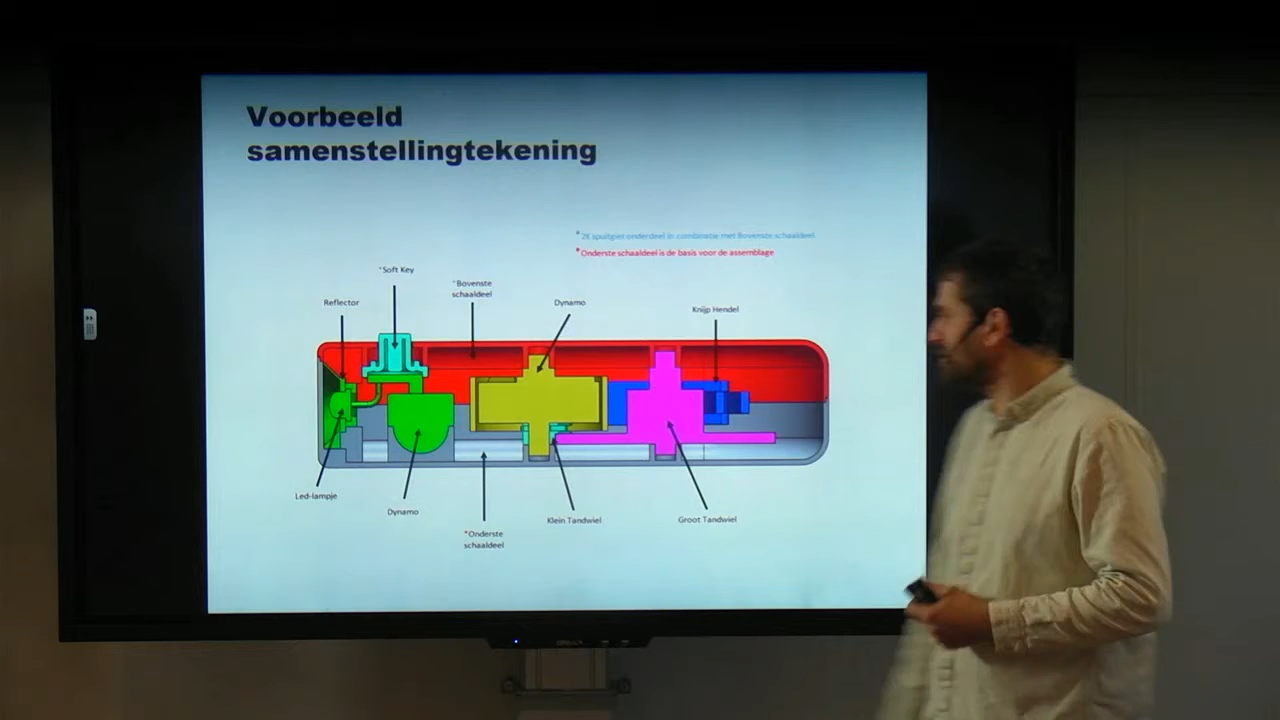 Voorbeeld
samenstellingtekening
*2K spuitgiet onderdeel in combinatie met Bovenste schaaldeel
*Onderste schaaldeel is de basis voor de assemblage
*Soft Key
*Bovenste
schaaldeel
Reflector
Dynamo
Knijp Hendel
Led-lampje
Dynamo
*Onderste
schaaldeel
Klein Tandwiel
Groot Tandwiel